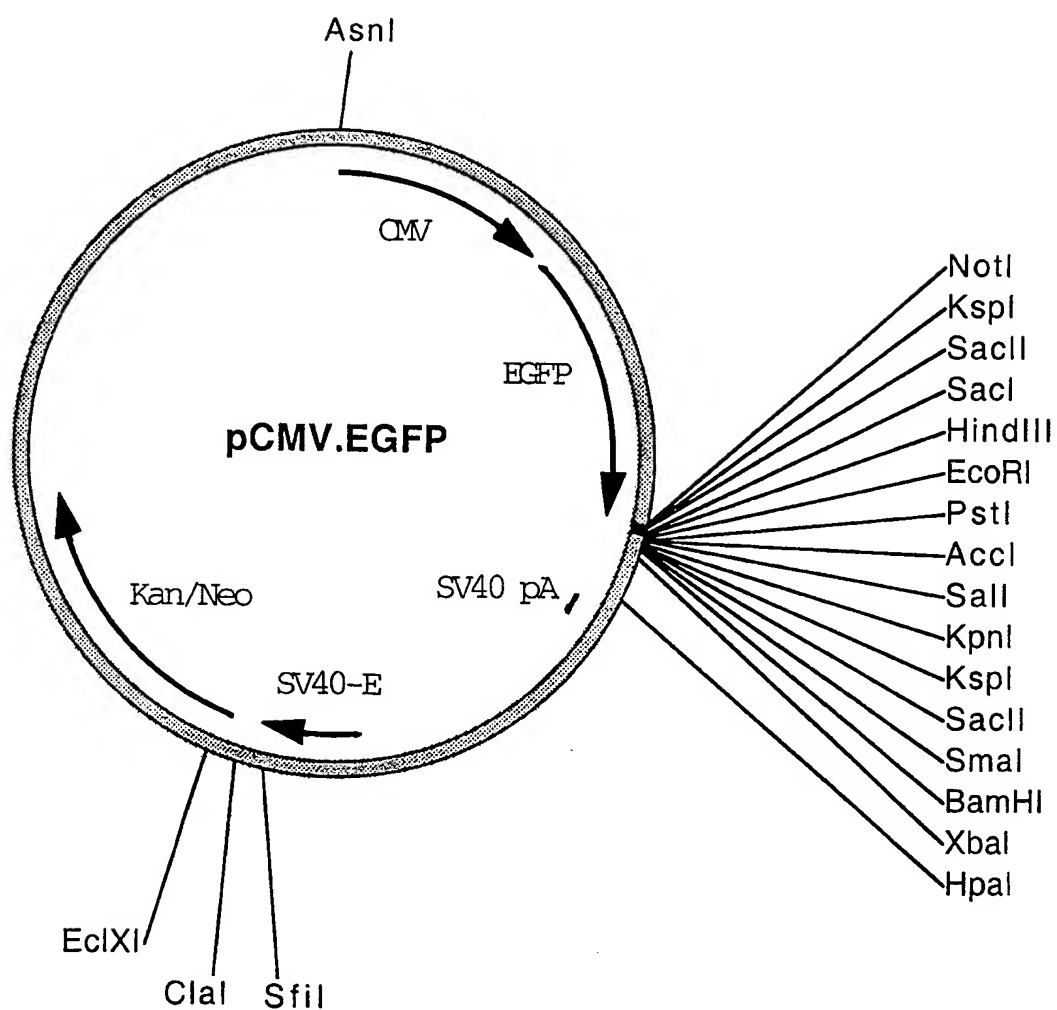 AsnI
CMV
EGFP
pCMV.EGFP
NotI
KspI
SacII
SacI
HindIII
EcoRI
PstI
AccI
SalI
KpnI
KspI
SacII
SmaI
BamHI
XbaI
HpaI
SV40 pA
Kan/Neo
SV40-E
EclXI
ClaI
SfiI